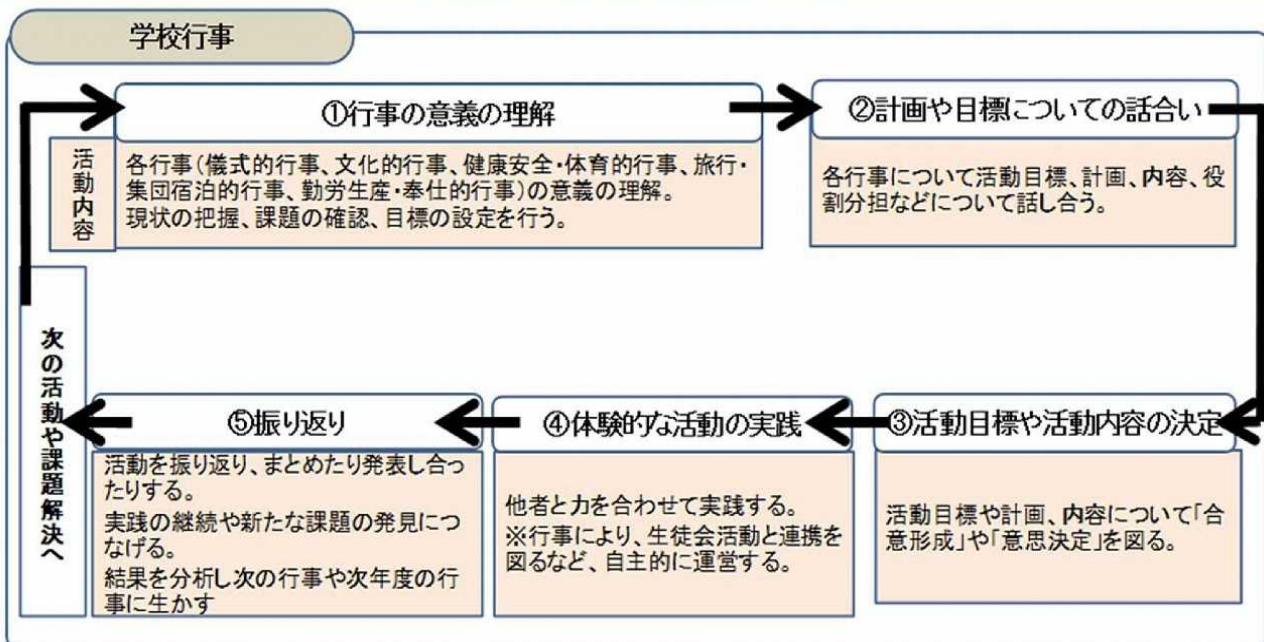 学校行事
①行事の意義の理解
活動内容
各行事(儀式的行事、文化的行事、健康安全・体育的行事、旅行・
集団宿泊的行事、勤労生産・奉仕的行事)の意義の理解。
現状の把握、課題の確認、目標の設定を行う。
②計画や目標についての話合い
各行事について活動目標、計画、内容、役
割分担などについて話し合う。
③活動目標や活動内容の決定
活動目標や計画、内容について「合
意形成」や「意思決定」を図る。
④体験的な活動の実践
他者と力を合わせて実践する。
※行事により、生徒会活動と連携を
図るなど、自主的に運営する。
⑤振り返り
活動を振り返り、まとめたり発表し合っ
たりする。
実践の継続や新たな課題の発見につ
なげる。
結果を分析し次の行事や次年度の行
事に生かす
次の活動や課題解決へ